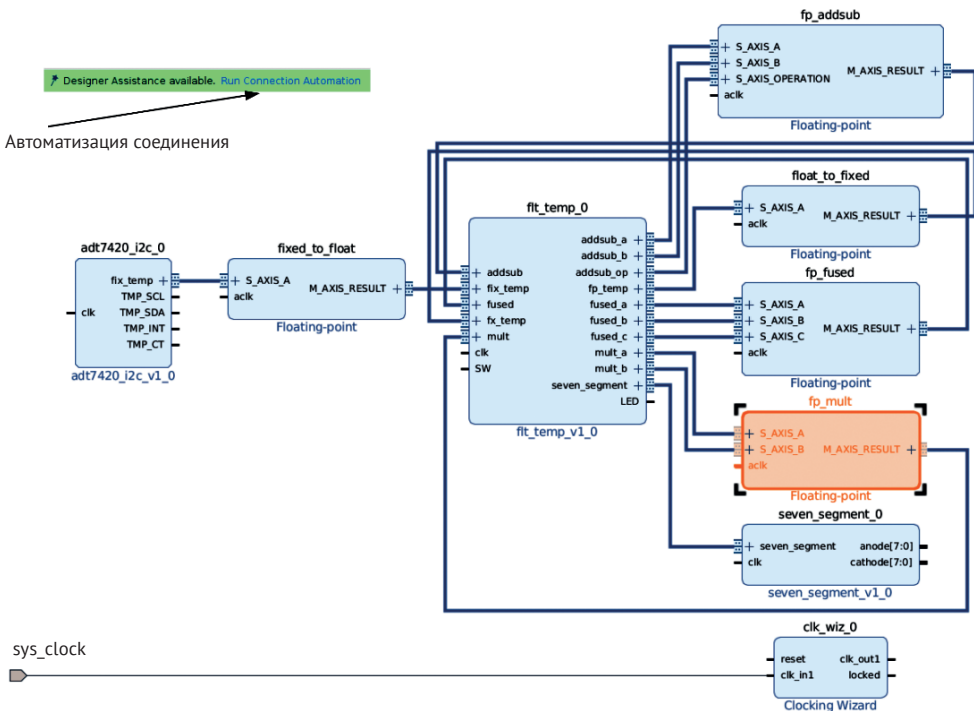 fp_addsub
S_AXIS_A
S_AXIS_B
S_AXIS_OPERATION
aclk
M_AXIS_RESULT
Floating-point
Designer Assistance available. Run Connection Automation
Автоматизация соединения
float_to_fixed
S_AXIS_A
aclk
M_AXIS_RESULT
Floating-point
adt7420_i2c_0
fix_temp
TMP_SCL
clk
TMP_SDA
TMP_INT
TMP_CT
adt7420_i2c_v1_0
fixed_to_float
S_AXIS_A
aclk
M_AXIS_RESULT
Floating-point
flt_temp_0
addsub
fix_temp
fused
fx_temp
mult
clk
SW
addsub_a
addsub_b
addsub_op
fp_temp
fused_a
fused_b
fused_c
mult_a
mult_b
seven_segment
LED
flt_temp_v1_0
fp_fused
S_AXIS_A
S_AXIS_B
S_AXIS_C
aclk
M_AXIS_RESULT
Floating-point
fp_mult
S_AXIS_A
S_AXIS_B
aclk
M_AXIS_RESULT
Floating-point
seven_segment_0
seven_segment
clk
anode[7:0]
cathode[7:0]
seven_segment_v1_0
sys_clock
clk_wiz_0
reset
clk_in1
clk_out1
locked
Clocking Wizard